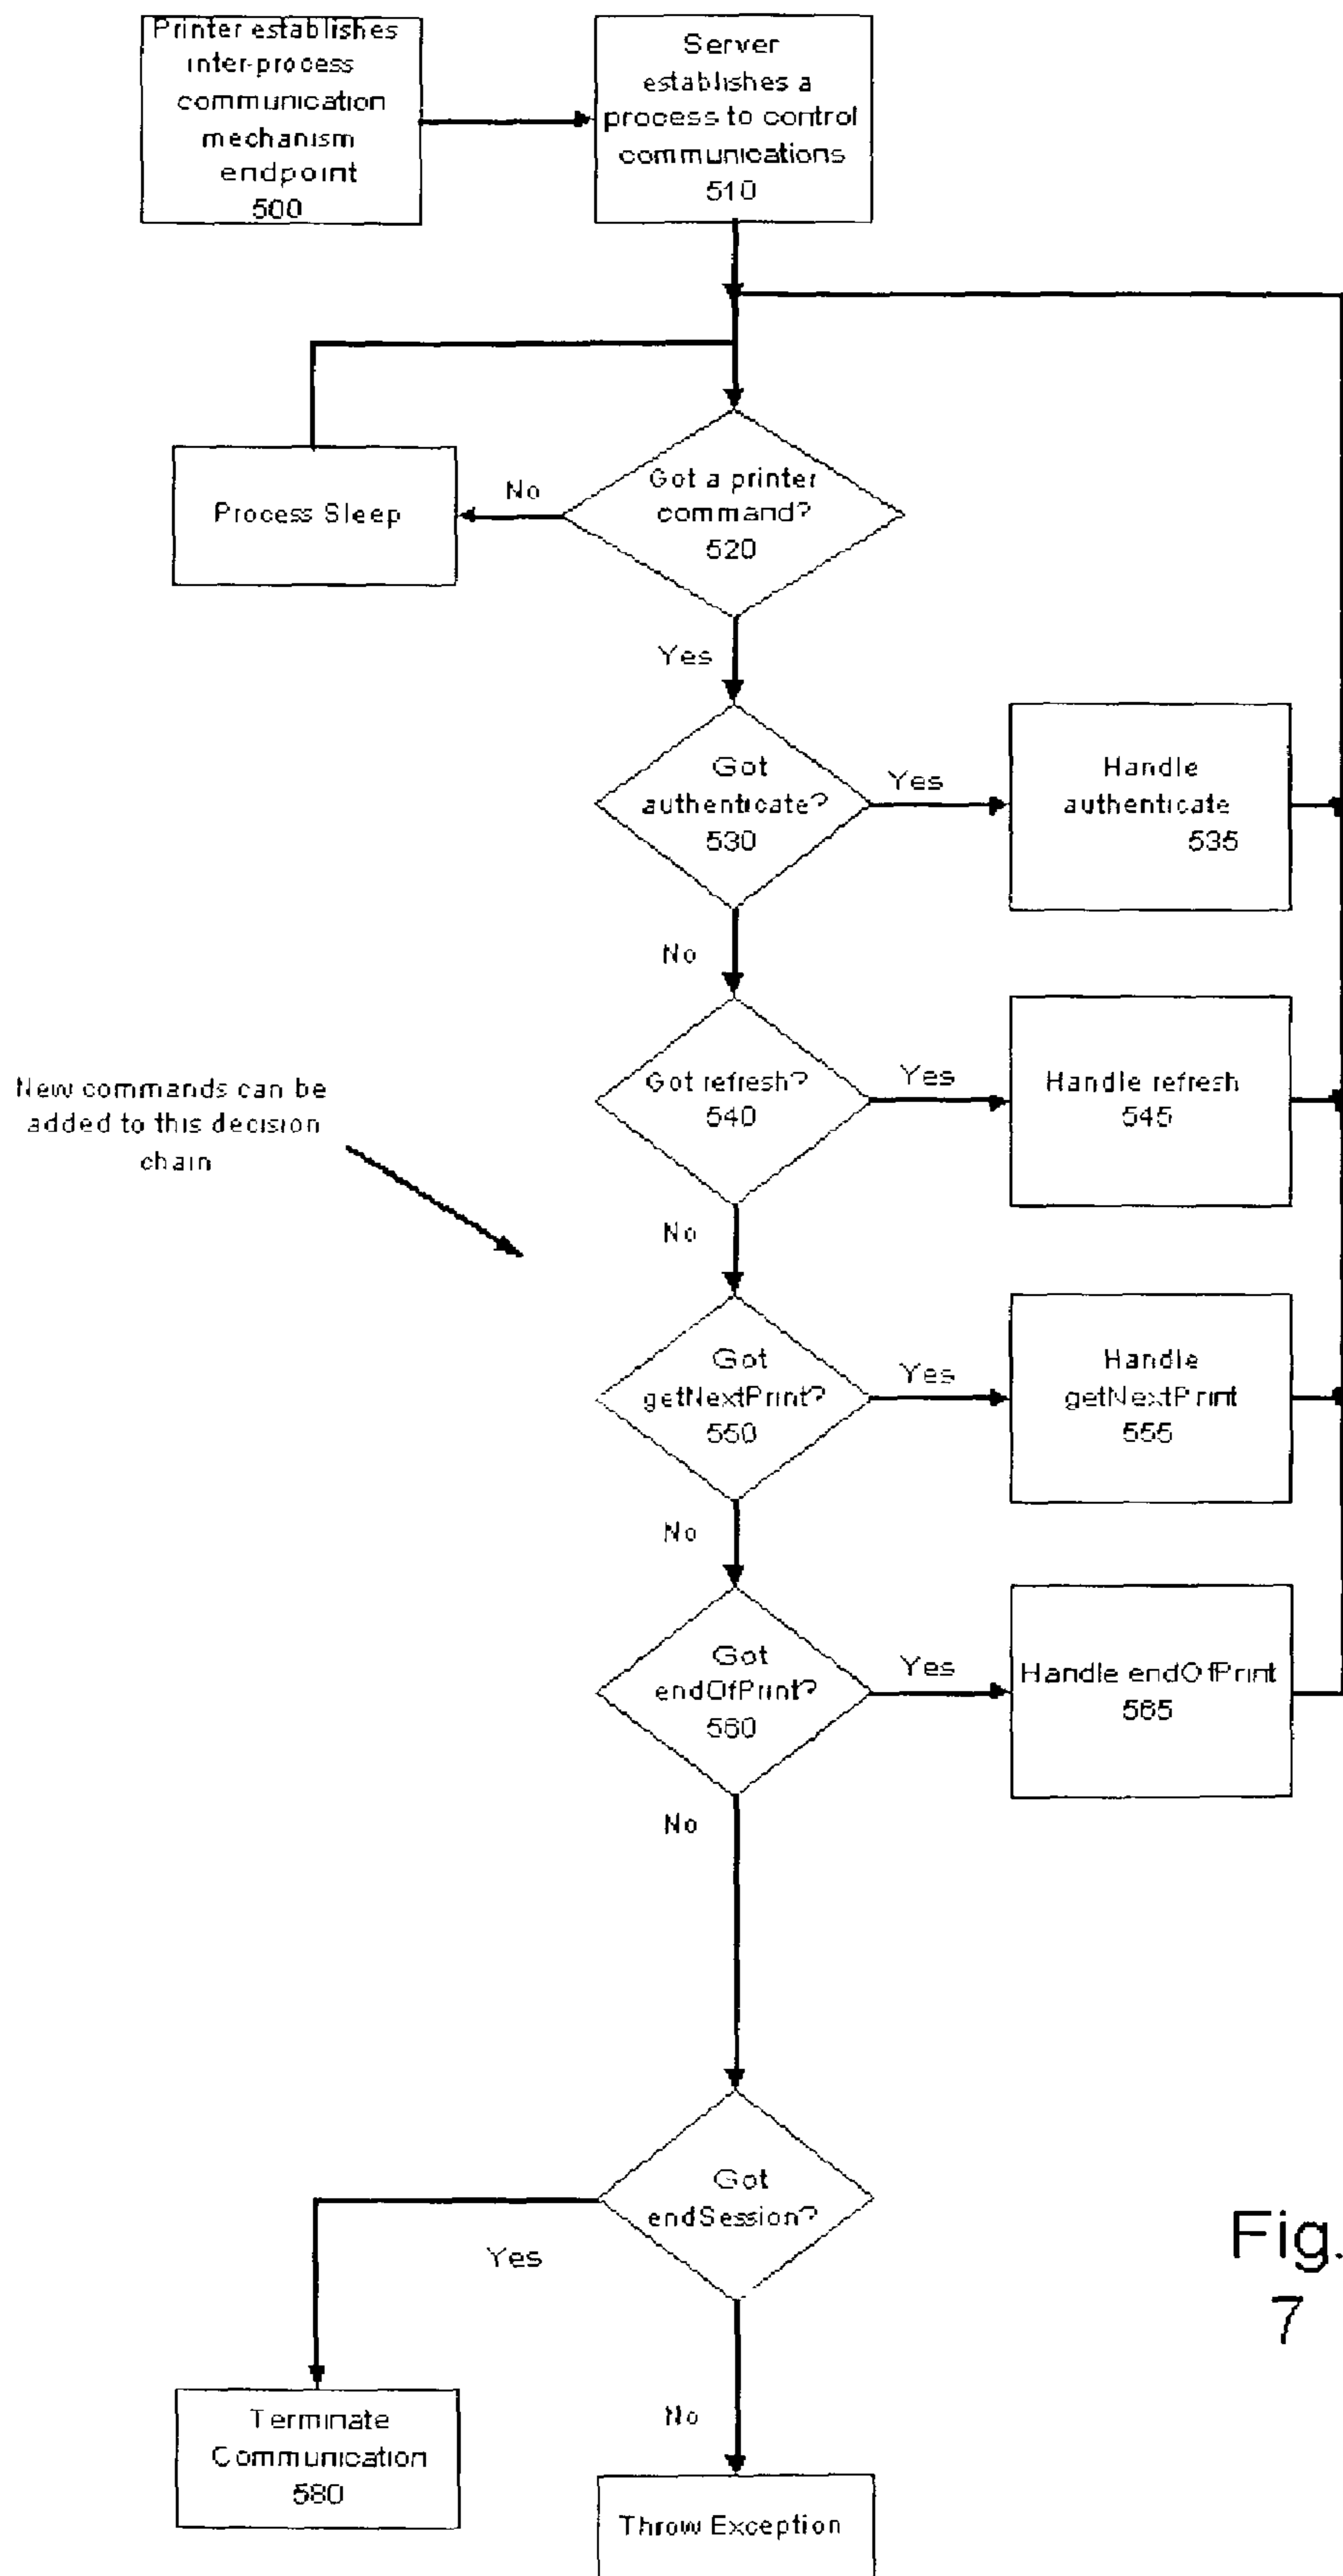 Printer establishes
inter-process
communication
mechanism
endpoint
500
Server
establishes a
process to control
communications
510
Got a printer
command?
520
No
Process Sleep
Yes
Got
authenticate?
530
Yes
Handle
authenticate
535
No
Got refresh?
540
Yes
Handle refresh
545
New commands can be
added to this decision
chain
No
Got
getNextPrint?
550
Yes
Handle
getNextPrint
555
No
Got
endOfPrint?
560
Yes
Handle endOfPrint
565
No
Got
endSession?
Yes
Fig.
7
Terminate
Communication
580
No
Throw Exception